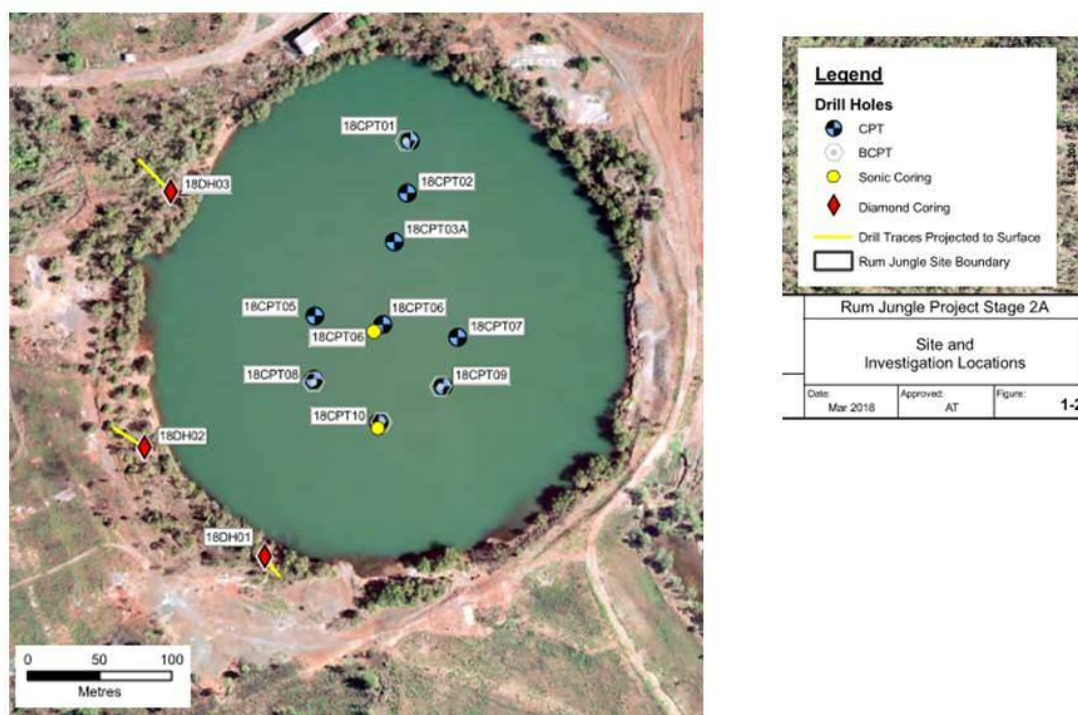 18CPT01
18CPT02
18DH03
18CPT03A
18CPT05
18CPT06
18CPT06
18CPT07
18CPT08
18CPT09
18CPT10
18DH02
18DH01
0 50 100
Metres
Legend
Drill Holes
CPT
BCPT
Sonic Coring
Diamond Coring
Drill Traces Projected to Surface
Rum Jungle Site Boundary
Rum Jungle Project Stage 2A
Site and
Investigation Locations
Date: Approved: Figure:
Mar 2018 AT 1-2